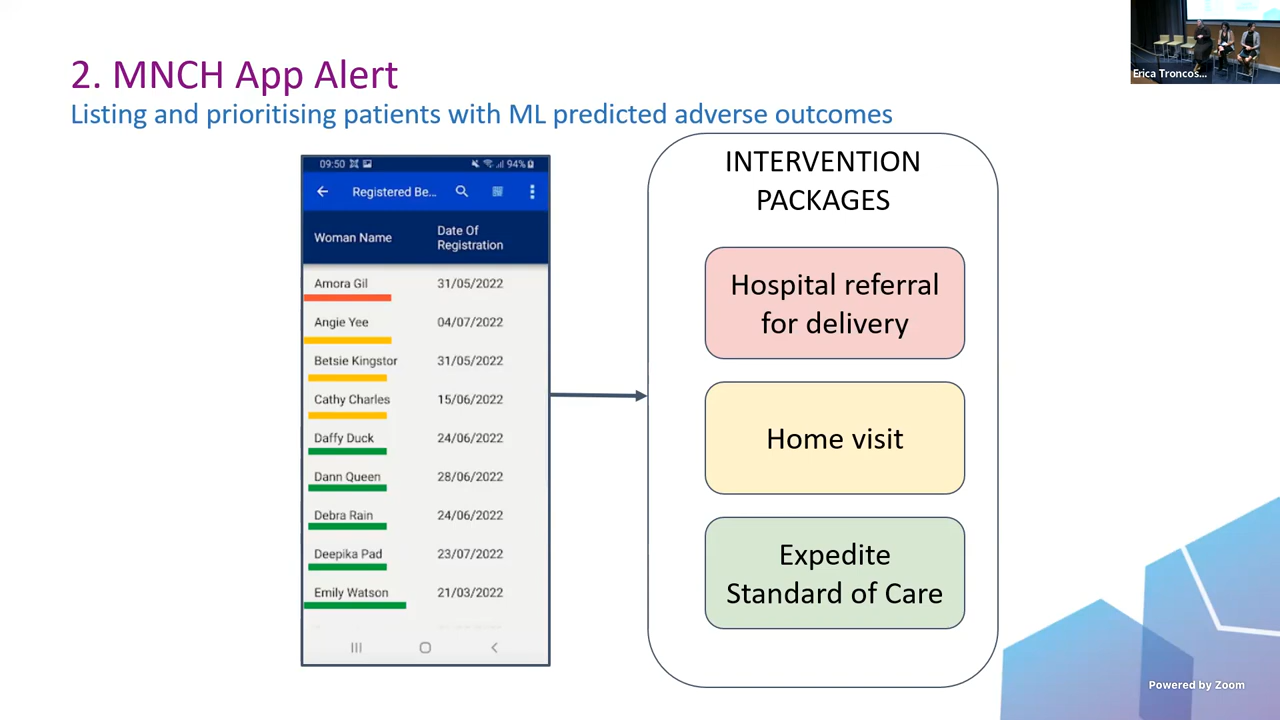 2. MNCH App Alert
Listing and prioritising patients with ML predicted adverse outcomes
Erica Troncos...
09:50
94%
Registered Be...
Woman Name
Date Of
Registration
Amora Gil 31/05/2022
Angie Yee 04/07/2022
Betsie Kingstor 31/05/2022
Cathy Charles 15/06/2022
Daffy Duck 24/06/2022
Dann Queen 28/06/2022
Debra Rain 24/06/2022
Deepika Pad 23/07/2022
Emily Watson 21/03/2022
INTERVENTION
PACKAGES
Hospital referral
for delivery
Home visit
Expedite
Standard of Care
Powered by Zoom